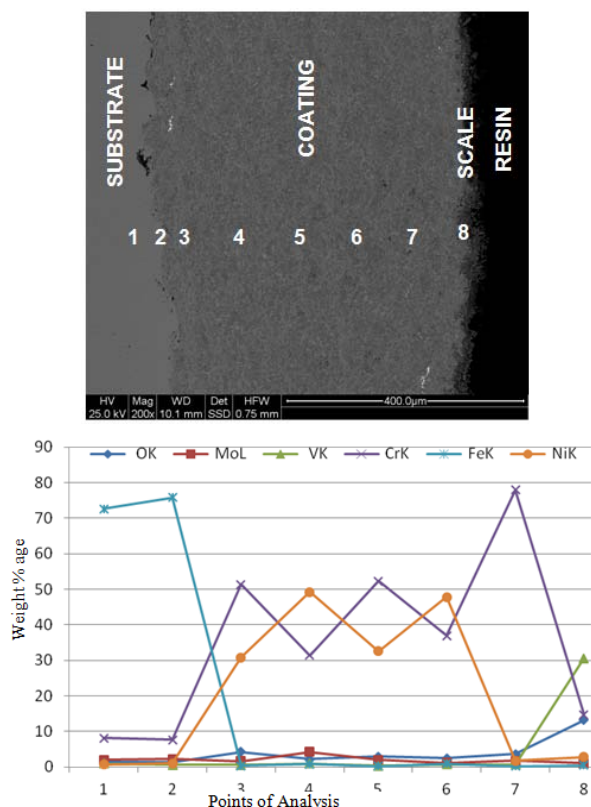 SUBSTRATE
COATING
SCALE
RESIN
1 2 3 4 5 6 7 8
HV Mag WD Det HFW
25.0 kV 200x 10.1 mm SSD 0.75 mm
400.0µm
OK MoL VK CrK FeK NiK
90
80
70
60
50
40
30
20
10
0
Weight % age
1 2 3 4 5 6 7 8
Points of Analysis